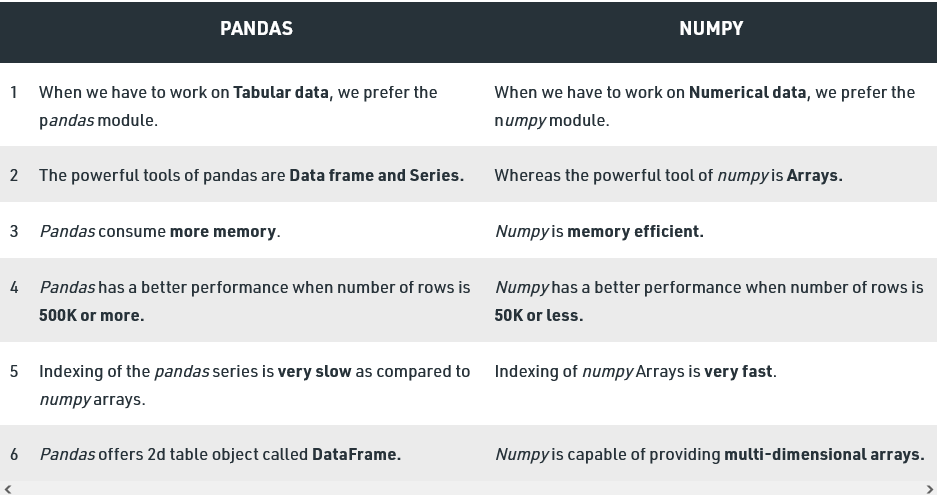 PANDAS NUMPY
1 When we have to work on Tabular data, we prefer the
pandas module.
When we have to work on Numerical data, we prefer the
numpy module.
2 The powerful tools of pandas are Data frame and Series.
Whereas the powerful tool of numpy is Arrays.
3 Pandas consume more memory.
Numpy is memory efficient.
4 Pandas has a better performance when number of rows is
500K or more.
Numpy has a better performance when number of rows is
50K or less.
5 Indexing of the pandas series is very slow as compared to
numpy arrays.
Indexing of numpy Arrays is very fast.
6 Pandas offers 2d table object called DataFrame.
Numpy is capable of providing multi-dimensional arrays.